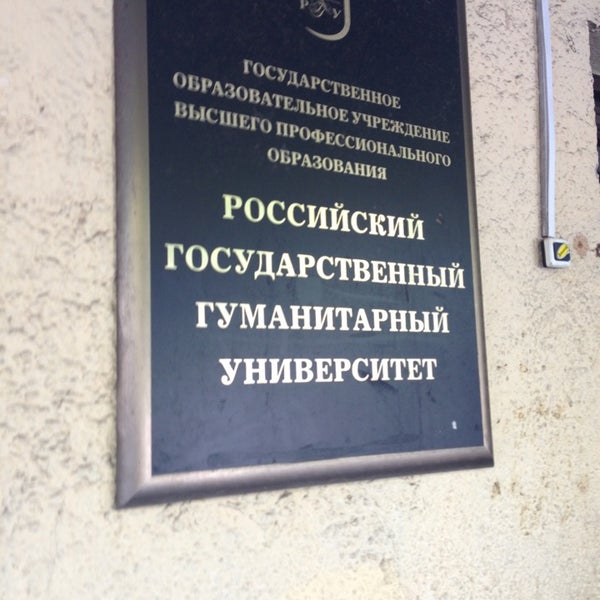 ГОСУДАРСТВЕННОЕ
ОБРАЗОВАТЕЛЬНОЕ УЧРЕЖДЕНИЕ
ВЫСШЕГО ПРОФЕССИОНАЛЬНОГО
ОБРАЗОВАНИЯ
РОССИЙСКИЙ
ГОСУДАРСТВЕННЫЙ
ГУМАНИТАРНЫЙ
УНИВЕРСИТЕТ